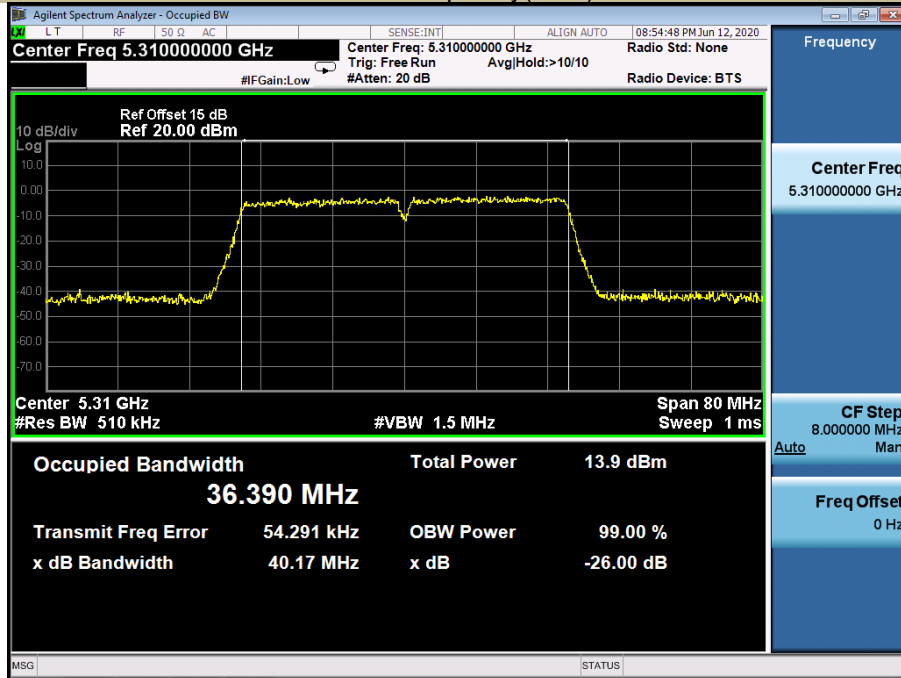 Agilent Spectrum Analyzer - Occupied BW
LXI L T RF 50 Ω AC SENSE:INT ALIGN AUTO 08:54:48 PM Jun 12, 2020
Center Freq 5.310000000 GHz
#IFGain:Low
Center Freq: 5.310000000 GHz
Trig: Free Run Avg|Hold:>10/10
#Atten: 20 dB
Radio Std: None
Radio Device: BTS
Ref Offset 15 dB
10 dB/div Ref 20.00 dBm
Log
10.0
0.00
-10.0
-20.0
-30.0
-40.0
-50.0
-60.0
-70.0
Center 5.31 GHz Span 80 MHz
#Res BW 510 kHz #VBW 1.5 MHz Sweep 1 ms
Occupied Bandwidth Total Power 13.9 dBm
36.390 MHz
Transmit Freq Error 54.291 kHz OBW Power 99.00 %
x dB Bandwidth 40.17 MHz x dB -26.00 dB
MSG STATUS
Frequency
Center Freq
5.310000000 GHz
CF Step
8.000000 MHz
Auto Man
Freq Offset
0 Hz